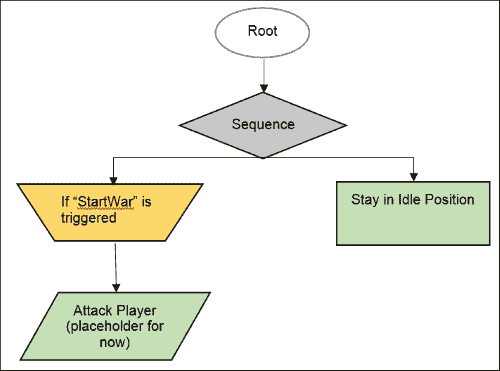 Root
Sequence
If “StartWar” is
triggered
Stay in Idle Position
Attack Player
(placeholder for
now)